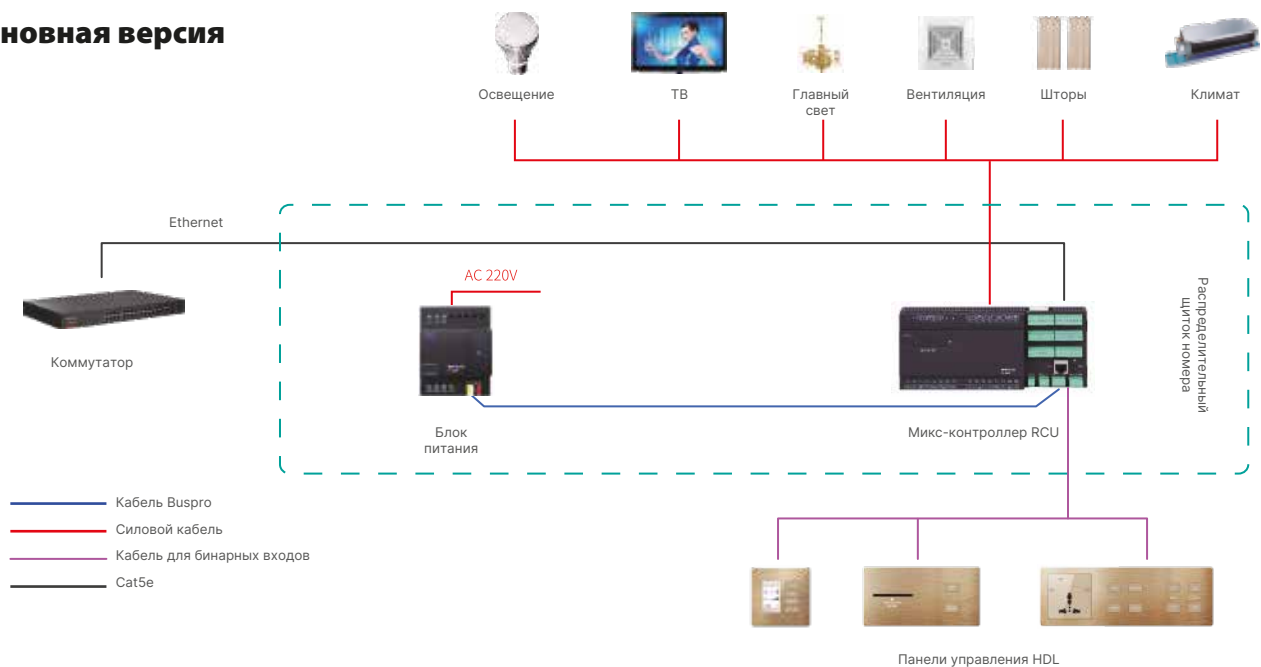 новная версия
Освещение
ТВ
Главный
свет
Вентиляция
Шторы
Климат
Ethernet
AC 220V
Распределительный
щиток номера
Коммутатор
Блок
питания
Микс-контроллер RCU
Кабель Buspro
Силовой кабель
Кабель для бинарных входов
Cat5e
Панели управления HDL